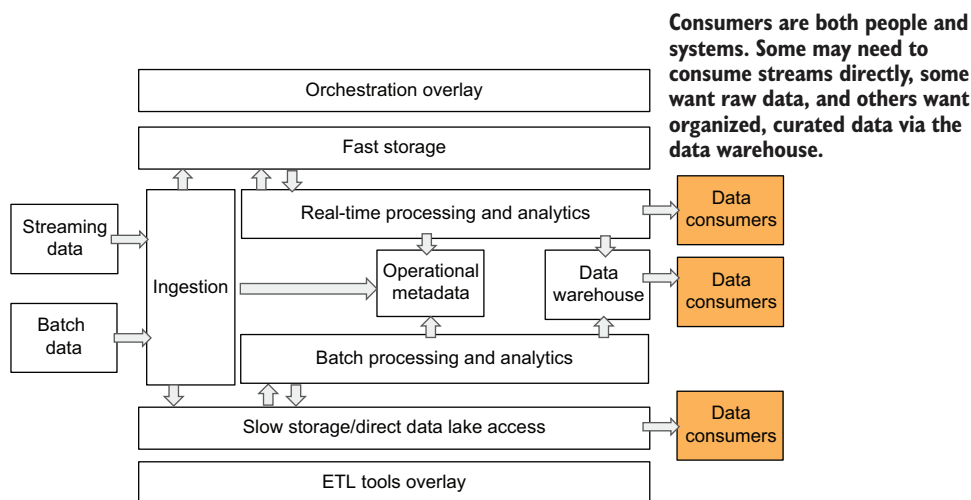 Consumers are both people and
systems. Some may need to
consume streams directly, some
want raw data, and others want
organized, curated data via the
data warehouse.
Orchestration overlay
Fast storage
Streaming
data
Batch
data
Ingestion
Real-time processing and analytics
Operational
metadata
Data
warehouse
Batch processing and analytics
Slow storage/direct data lake access
ETL tools overlay
Data
consumers
Data
consumers
Data
consumers